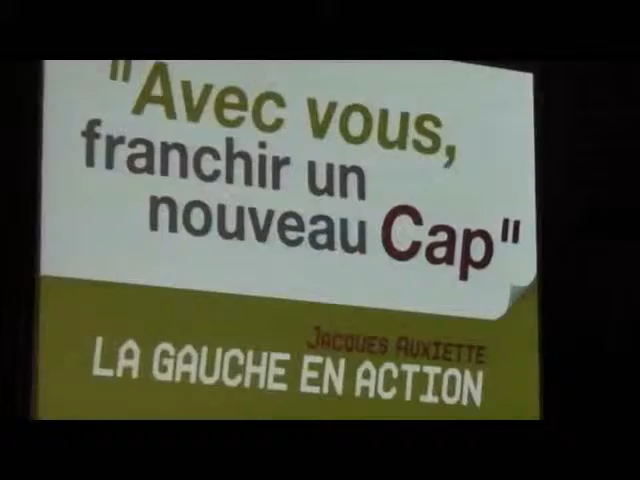 "Avec vous,
franchir un
nouveau Cap"
JACQUES AUXIETTE
LA GAUCHE EN ACTION